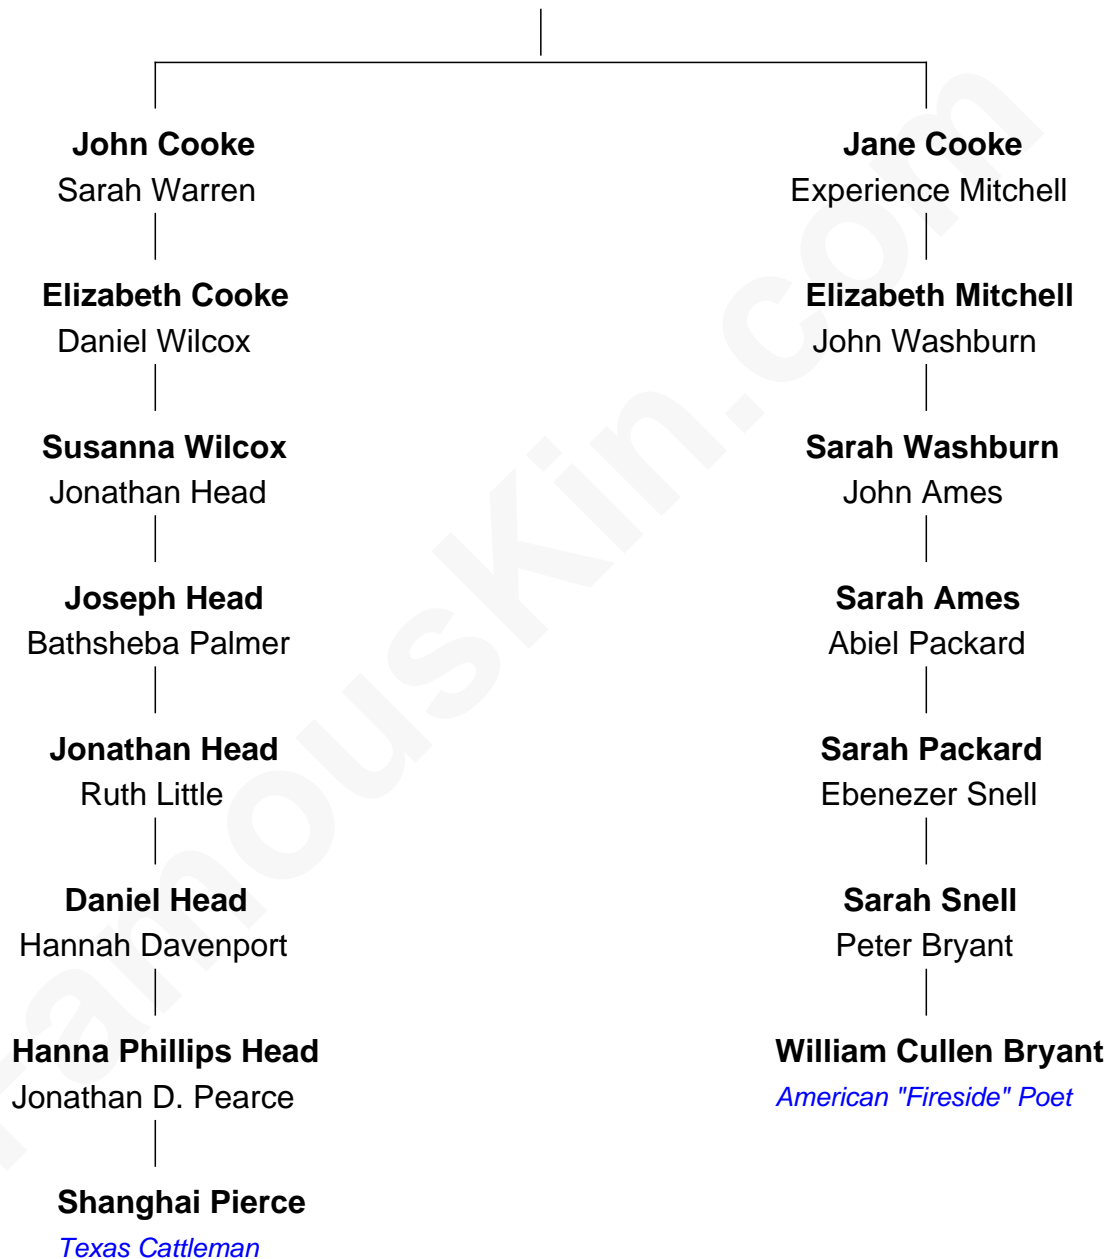 John Cooke
Sarah Warren
Elizabeth Cooke
Daniel Wilcox
Susanna Wilcox
Jonathan Head
Joseph Head
Bathsheba Palmer
Jonathan Head
Ruth Little
Daniel Head
Hannah Davenport
Hanna Phillips Head
Jonathan D. Pearce
Shanghai Pierce
Texas Cattleman
Jane Cooke
Experience Mitchell
Elizabeth Mitchell
John Washburn
Sarah Washburn
John Ames
Sarah Ames
Abiel Packard
Sarah Packard
Ebenezer Snell
Sarah Snell
Peter Bryant
William Cullen Bryant
American "Fireside" Poet
FamousKin.com